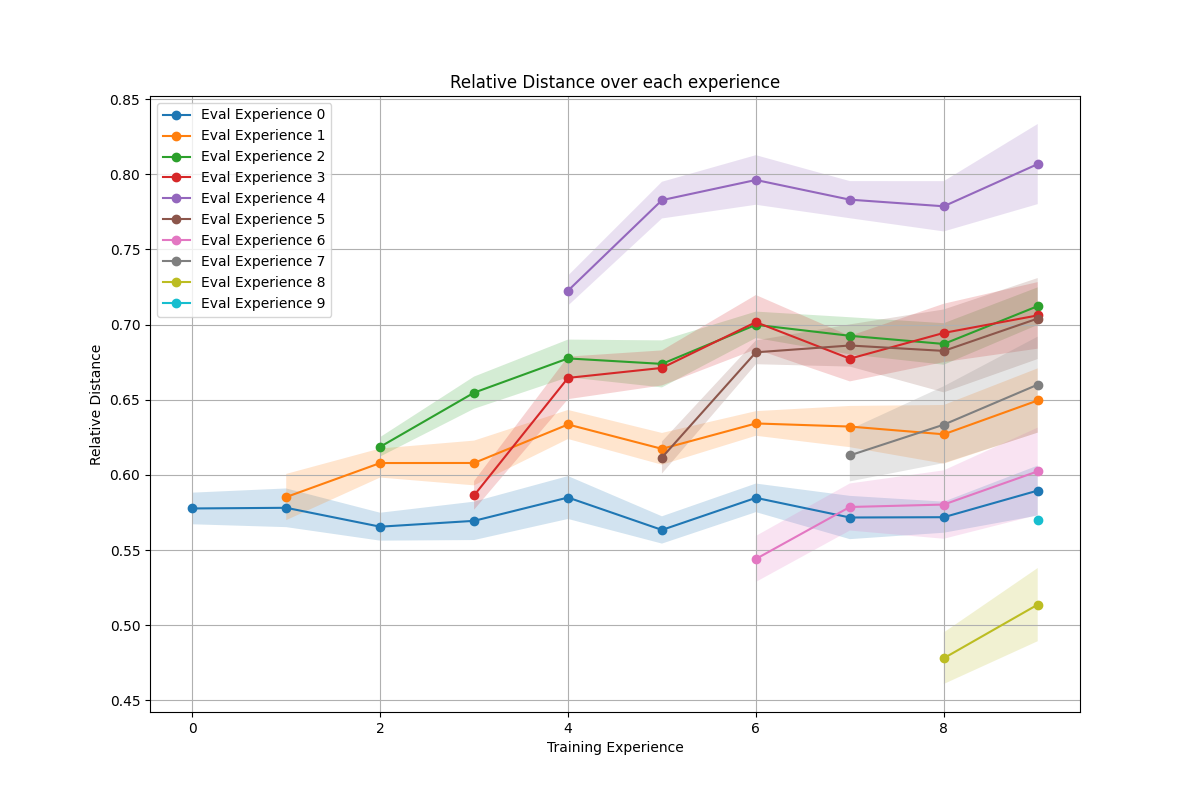 Relative Distance over each experience
0.85
0.80
0.75
0.70
0.65
0.60
0.55
0.50
0.45
Relative Distance
Eval Experience 0
Eval Experience 1
Eval Experience 2
Eval Experience 3
Eval Experience 4
Eval Experience 5
Eval Experience 6
Eval Experience 7
Eval Experience 8
Eval Experience 9
0 2 4 6 8
Training Experience